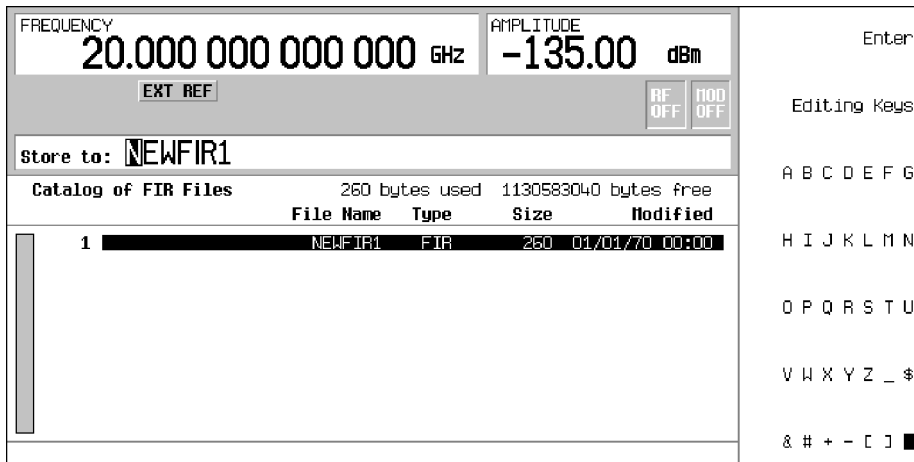 FREQUENCY
20.000 000 000 000 GHz
AMPLITUDE
-135.00 dBm
EXT REF
RF OFF
MOD OFF
Store to: NEWFIR1
Catalog of FIR Files 260 bytes used 1130583040 bytes free
File Name Type Size Modified
1 NEWFIR1 FIR 260 01/01/70 00:00
Enter
Editing Keys
A B C D E F G
H I J K L M N
O P Q R S T U
V W X Y Z _ $
& # + - [ ]